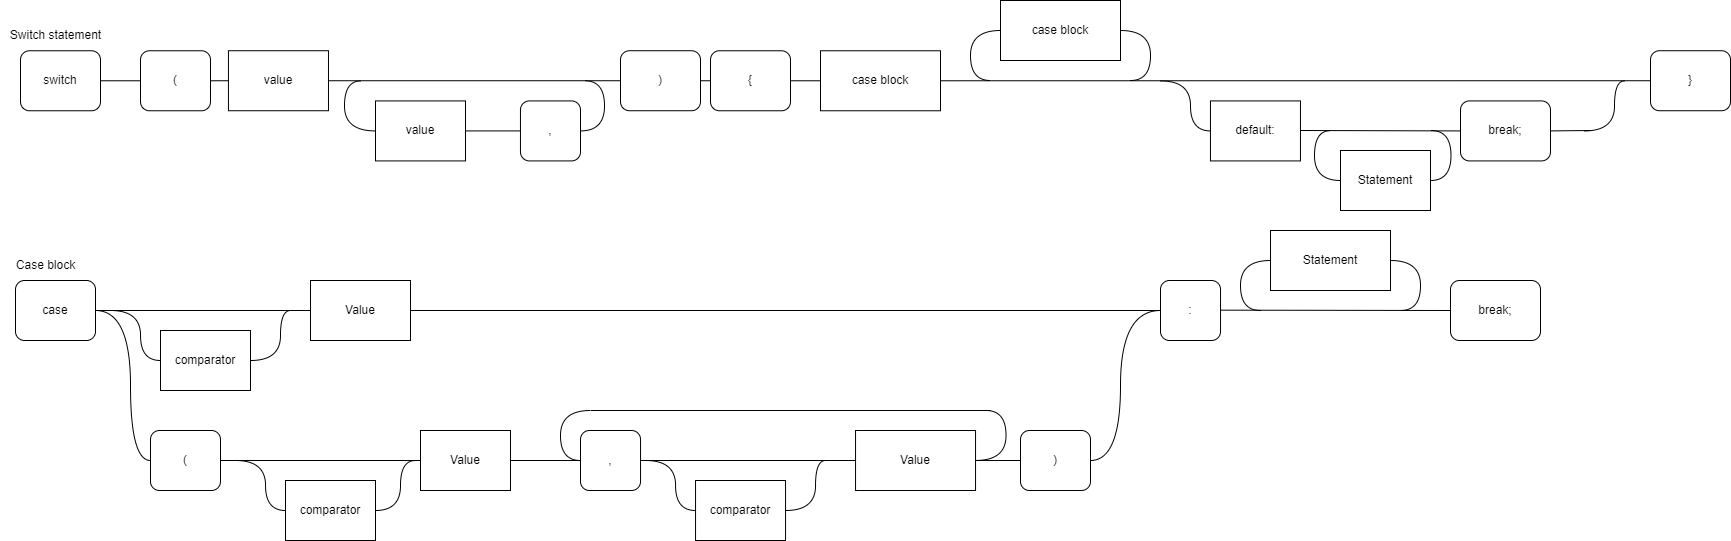 case block
Switch statement
switch ( value ) { case block }
value , default: break;
Statement
Statement
Case block
case Value : break;
comparator
( Value , Value )
comparator comparator